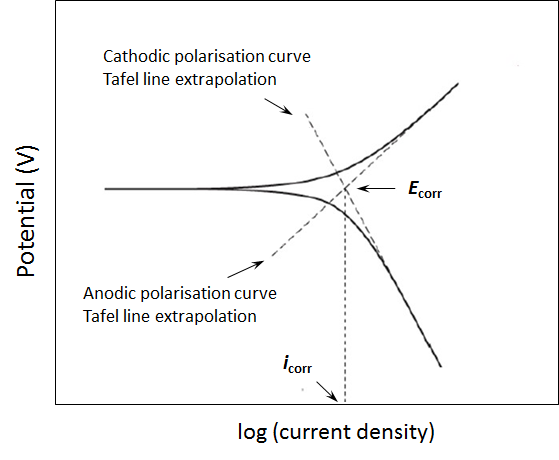 Cathodic polarisation curve
Tafel line extrapolation
Potential (V)
Ecorr
Anodic polarisation curve
Tafel line extrapolation
icorr
log (current density)